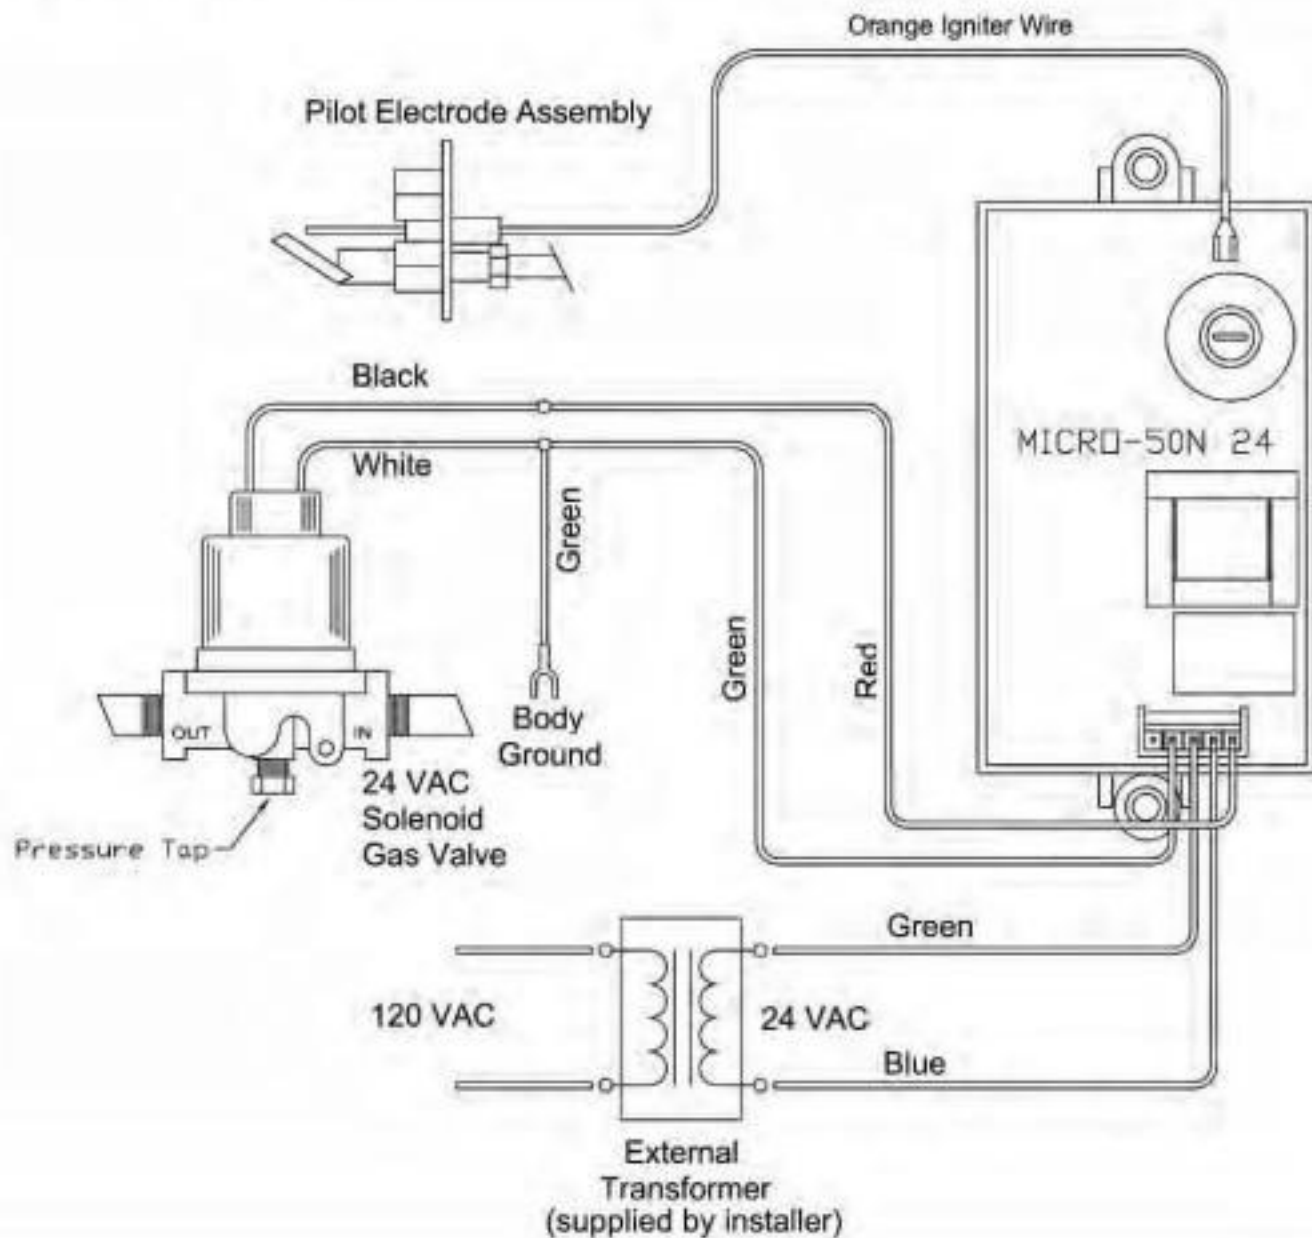 Orange Igniter Wire
Pilot Electrode Assembly
Black
White
MICRO-50N 24
Green
Green
Red
OUT
IN
Body
Ground
24 VAC
Solenoid
Gas Valve
Pressure Tap
Green
120 VAC
24 VAC
Blue
External
Transformer
(supplied by installer)